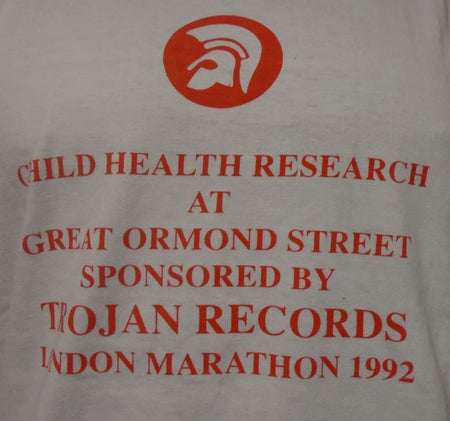 CHILD HEALTH RESEARCH
AT
GREAT ORMOND STREET
SPONSORED BY
TROJAN RECORDS
LONDON MARATHON 1992